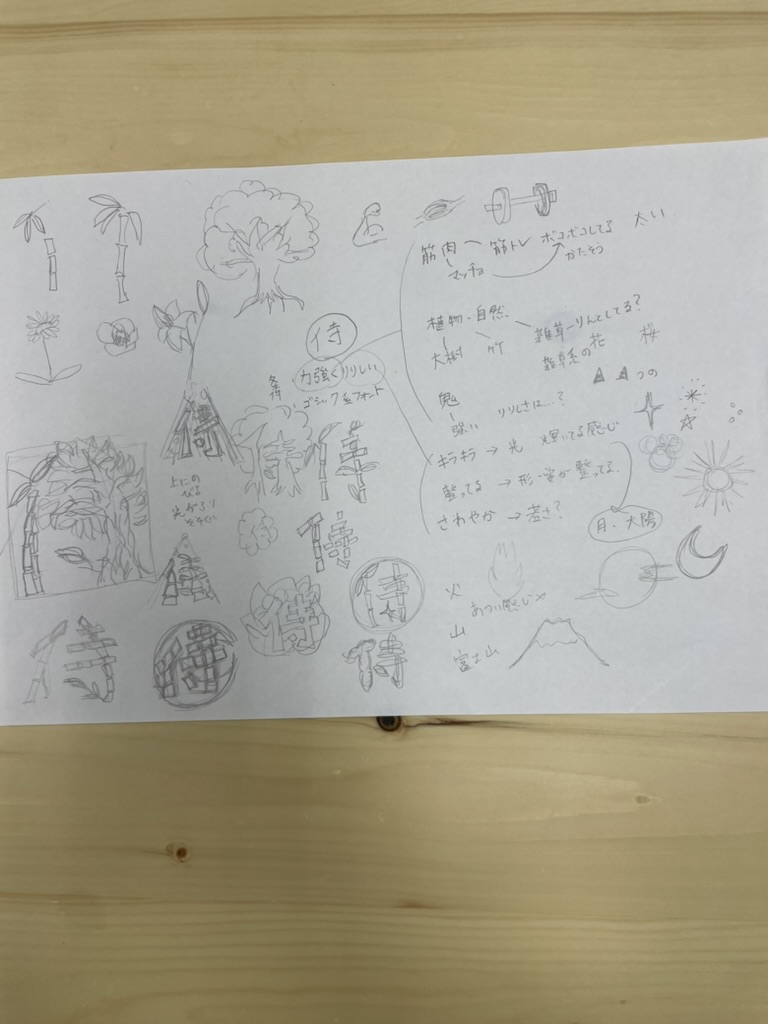 侍
条件
力強くりりしい
ゴシック系フォント
筋肉
筋トレ
ボコボコしてる
かたそう
太い
マッチョ
植物・自然
大樹
竹
雑草ーりんとしてる?
雑草系の花
桜
鬼
強い
つの
りりしさは…?
キラキラ → 光 輝いてる感じ
整ってる → 形・姿が整ってる。
さわやか → 若さ?
月・太陽
火
あつい感じ
山
富士山
上にの
びる
侍
侍
侍
侍
侍
侍
侍
侍
侍
侍